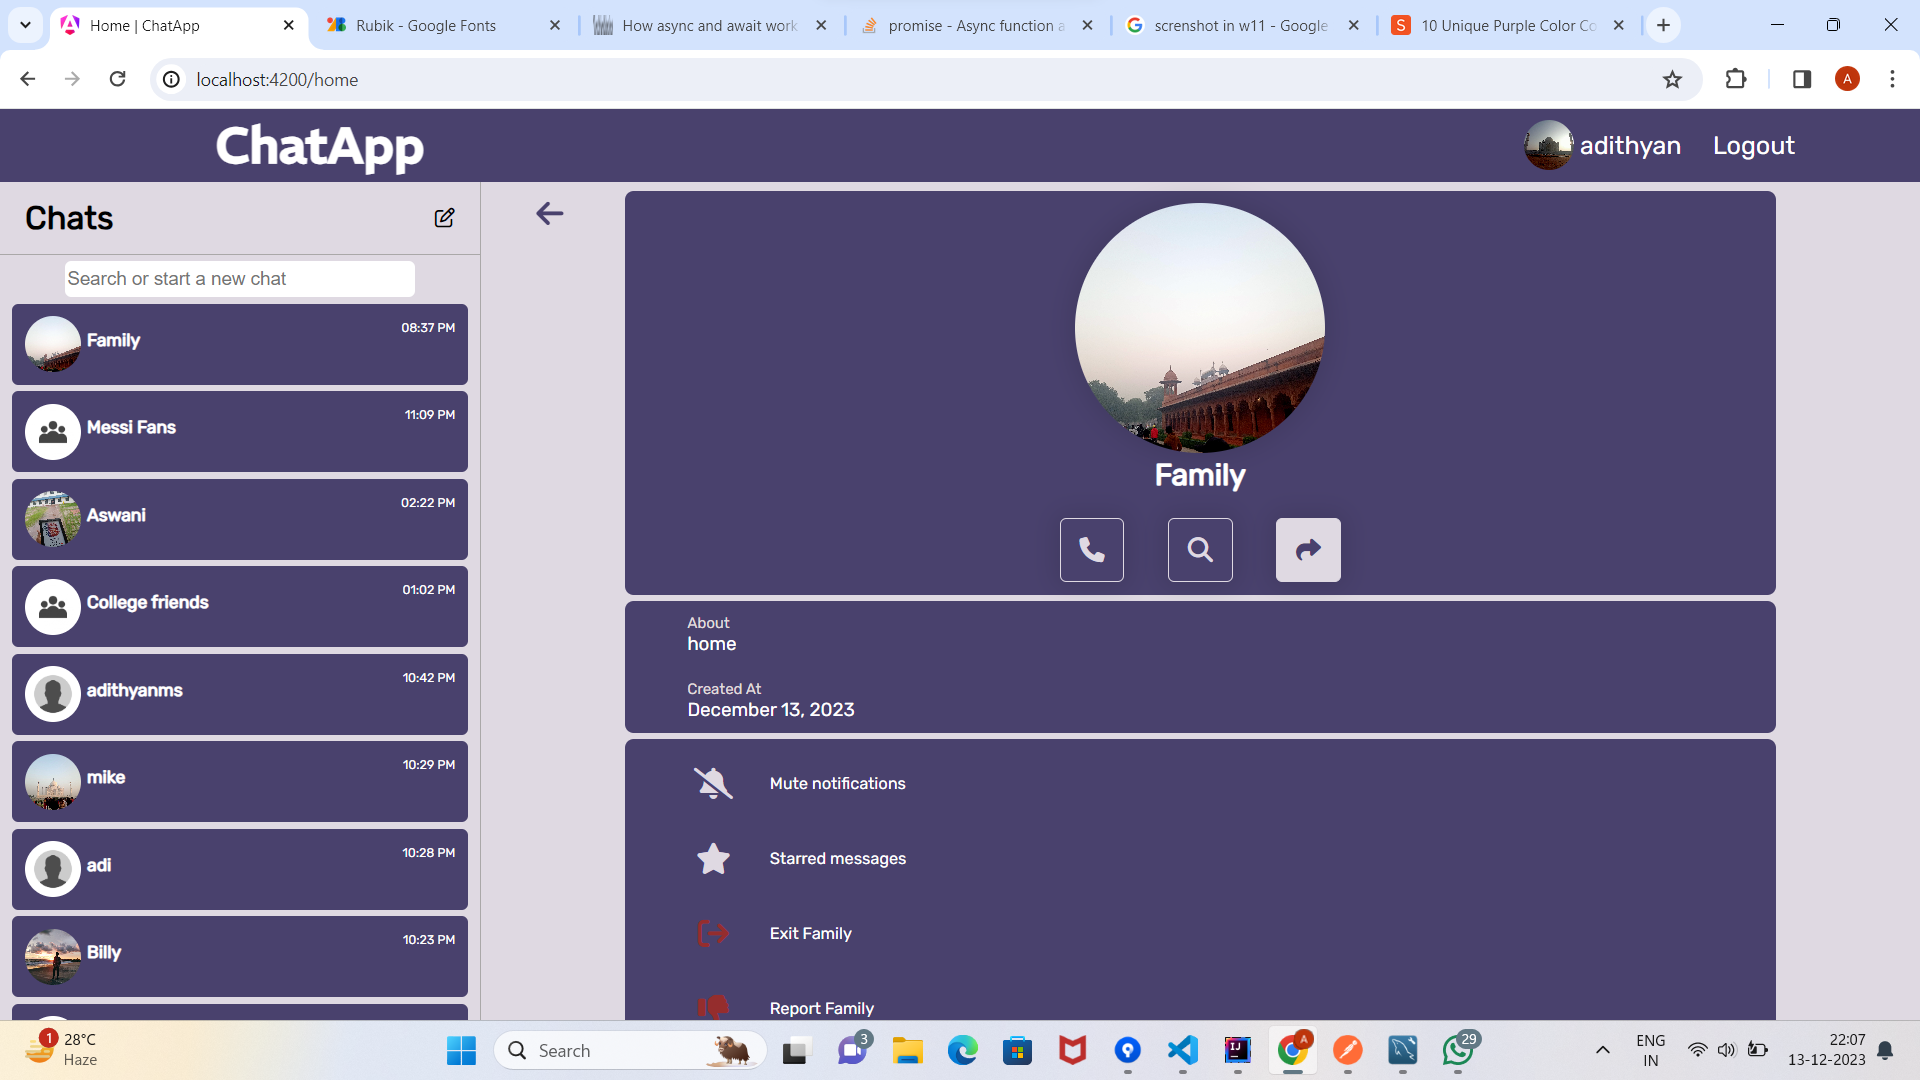 Home | ChatApp
Rubik - Google Fonts
How async and await work
promise - Async function a
screnshot in w11 - Google
10 Unique Purple Color Co
localhost:4200/home
A
ChatApp
adithyan
Logout
Chats
Search or start a new chat
Family
08:37 PM
Messi Fans
11:09 PM
Aswani
02:22 PM
College friends
01:02 PM
adithyanms
10:42 PM
mike
10:29 PM
adi
10:28 PM
Billy
10:23 PM
Family
About
home
Created At
December 13, 2023
Mute notifications
Starred messages
Exit Family
Report Family
1
28°C
Haze
Search
3
IJ
A
29
ENG
IN
22:07
13-12-2023